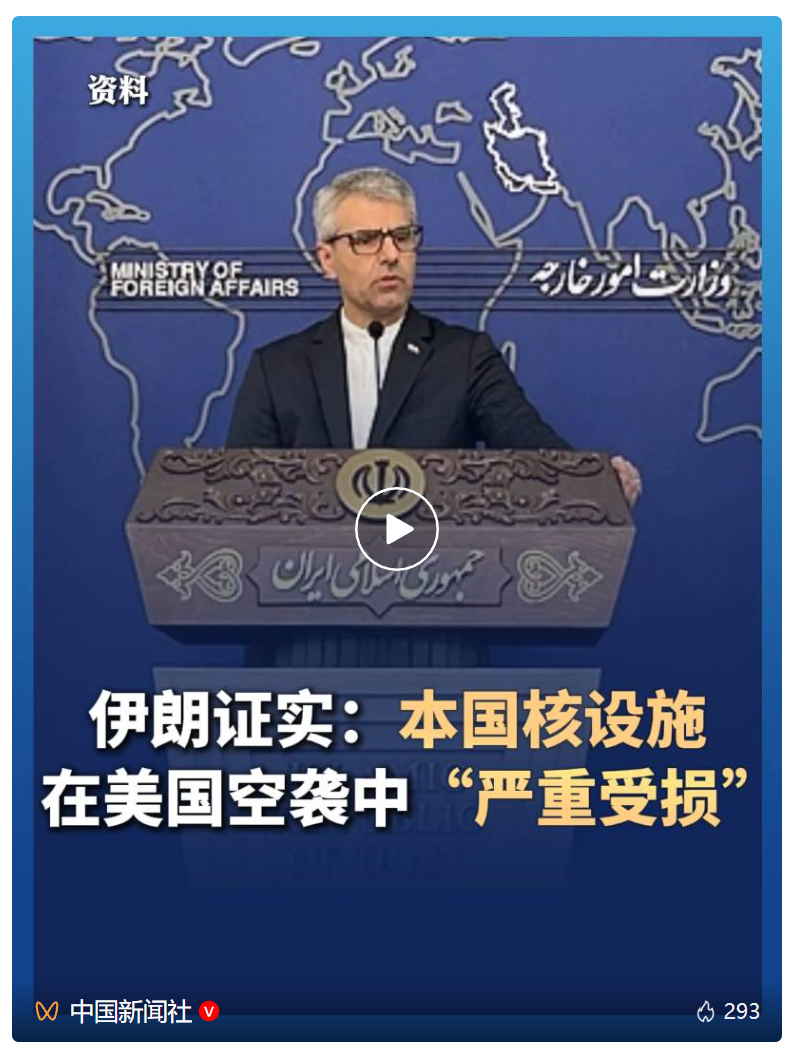 资料
MINISTRY OF
FOREIGN AFFAIRS
وزارت امور خارجه
جمهوری اسلامی ایران
伊朗证实：本国核设施
在美国空袭中“严重受损”
中国新闻社
293